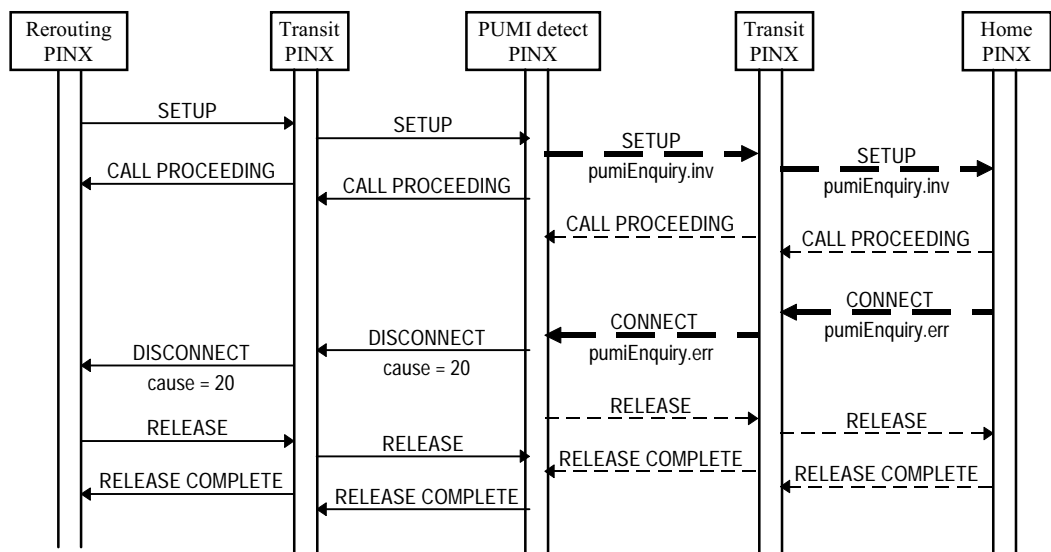 Rerouting
PINX
Transit
PINX
PUMI detect
PINX
Transit
PINX
Home
PINX
SETUP
SETUP
SETUP
pumiEnquiry.inv
SETUP
pumiEnquiry.inv
CALL PROCEEDING
CALL PROCEEDING
CALL PROCEEDING
CALL PROCEEDING
CONNECT
pumiEnquiry.err
CONNECT
pumiEnquiry.err
DISCONNECT
cause = 20
DISCONNECT
cause = 20
RELEASE
RELEASE
RELEASE
RELEASE
RELEASE COMPLETE
RELEASE COMPLETE
RELEASE COMPLETE
RELEASE COMPLETE